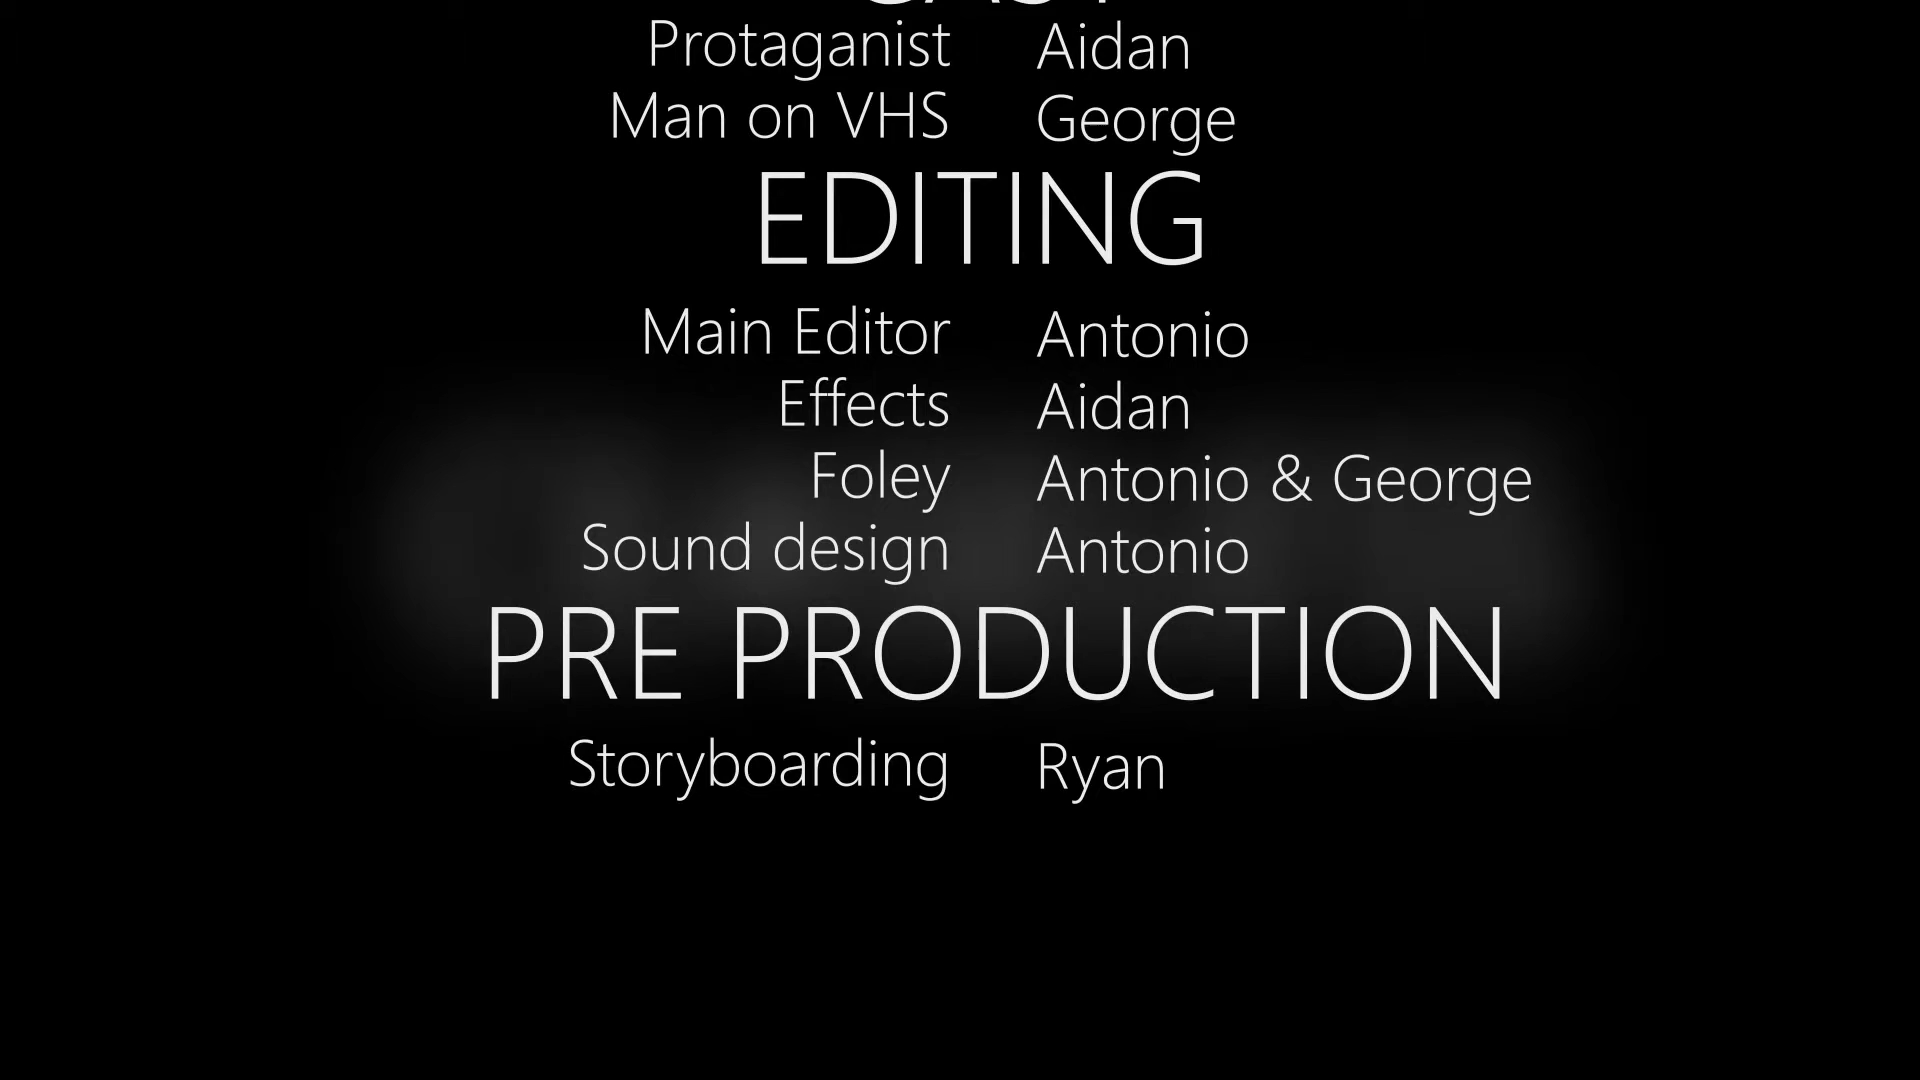 CAST
Protaganist Aidan
Man on VHS George
EDITING
Main Editor Antonio
Effects Aidan
Foley Antonio & George
Sound design Antonio
PRE PRODUCTION
Storyboarding Ryan